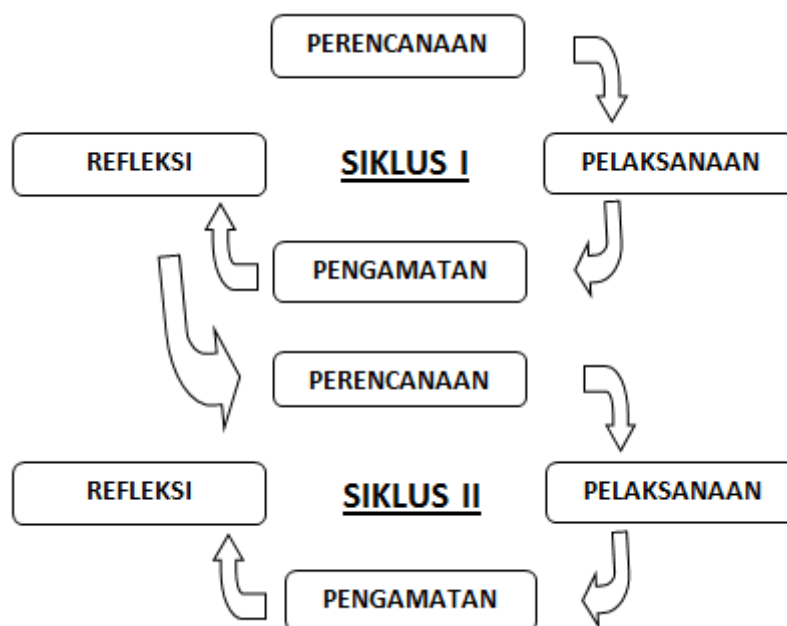 PERENCANAAN
REFLEKSI
SIKLUS I
PELAKSANAAN
PENGAMATAN
PERENCANAAN
REFLEKSI
SIKLUS II
PELAKSANAAN
PENGAMATAN